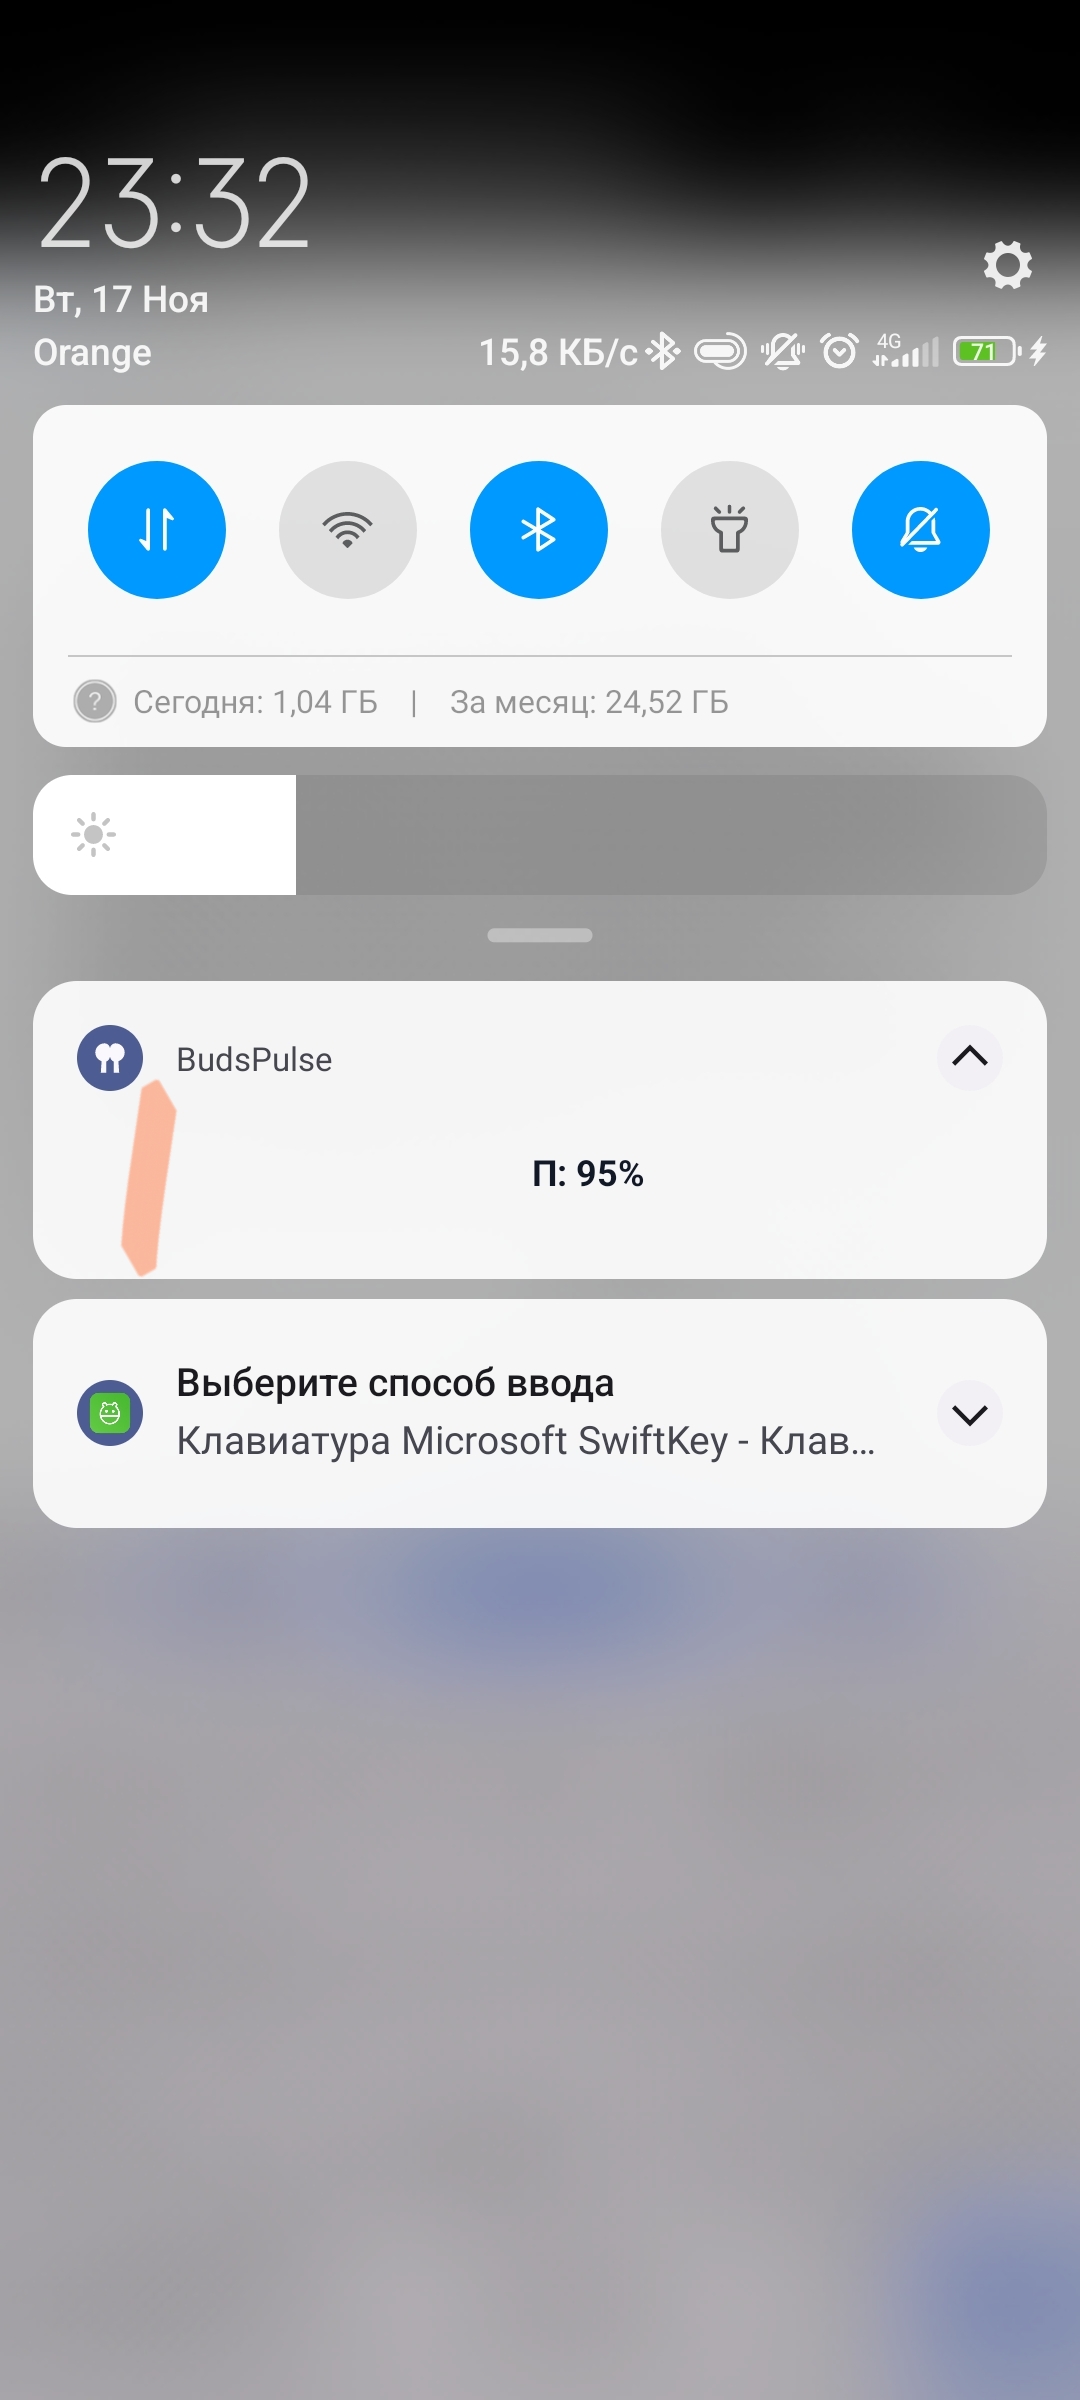 23:32
Вт, 17 Ноя
Orange
15,8 КБ/с
4G
71
Сегодня: 1,04 ГБ | За месяц: 24,52 ГБ
BudsPulse
П: 95%
Выберите способ ввода
Клавиатура Microsoft SwiftKey - Клав...